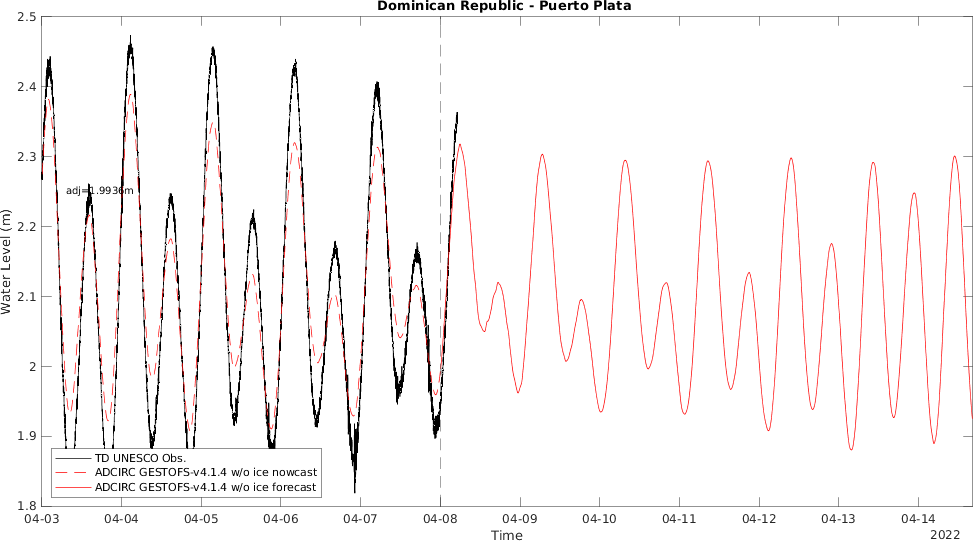 Dominican Republic - Puerto Plata
2.5
2.4
2.3
2.2
2.1
2
1.9
1.8
Water Level (m)
adj=1.9936m
TD UNESCO Obs.
ADCIRC GESTOFS-v4.1.4 w/o ice nowcast
ADCIRC GESTOFS-v4.1.4 w/o ice forecast
04-03 04-04 04-05 04-06 04-07 04-08 04-09 04-10 04-11 04-12 04-13 04-14
Time
2022